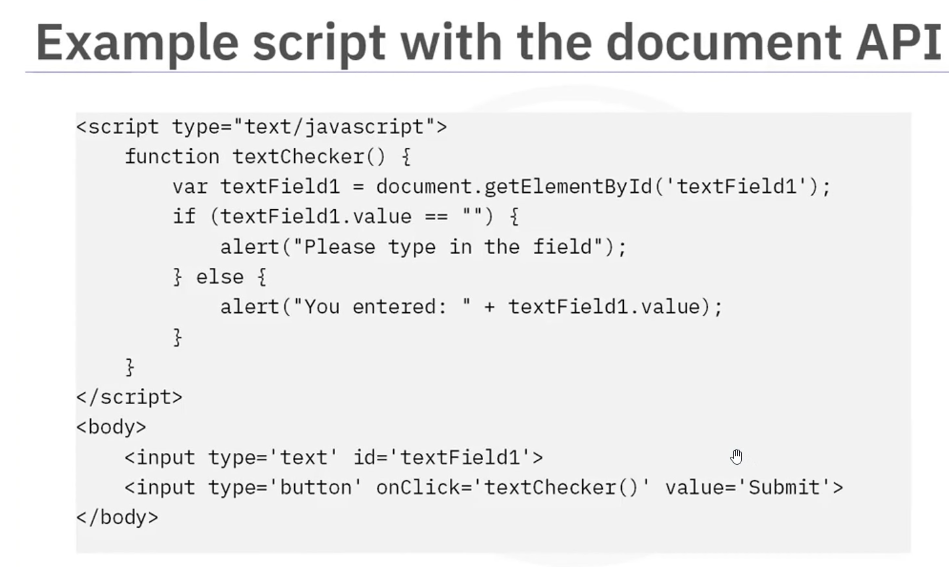 Example script with the document API
<script type="text/javascript">
function textChecker() {
var textField1 = document.getElementById('textField1');
if (textField1.value == "") {
alert("Please type in the field");
} else {
alert("You entered: " + textField1.value);
}
}
</script>
<body>
<input type='text' id='textField1'>
<input type='button' onClick='textChecker()' value='Submit'>
</body>